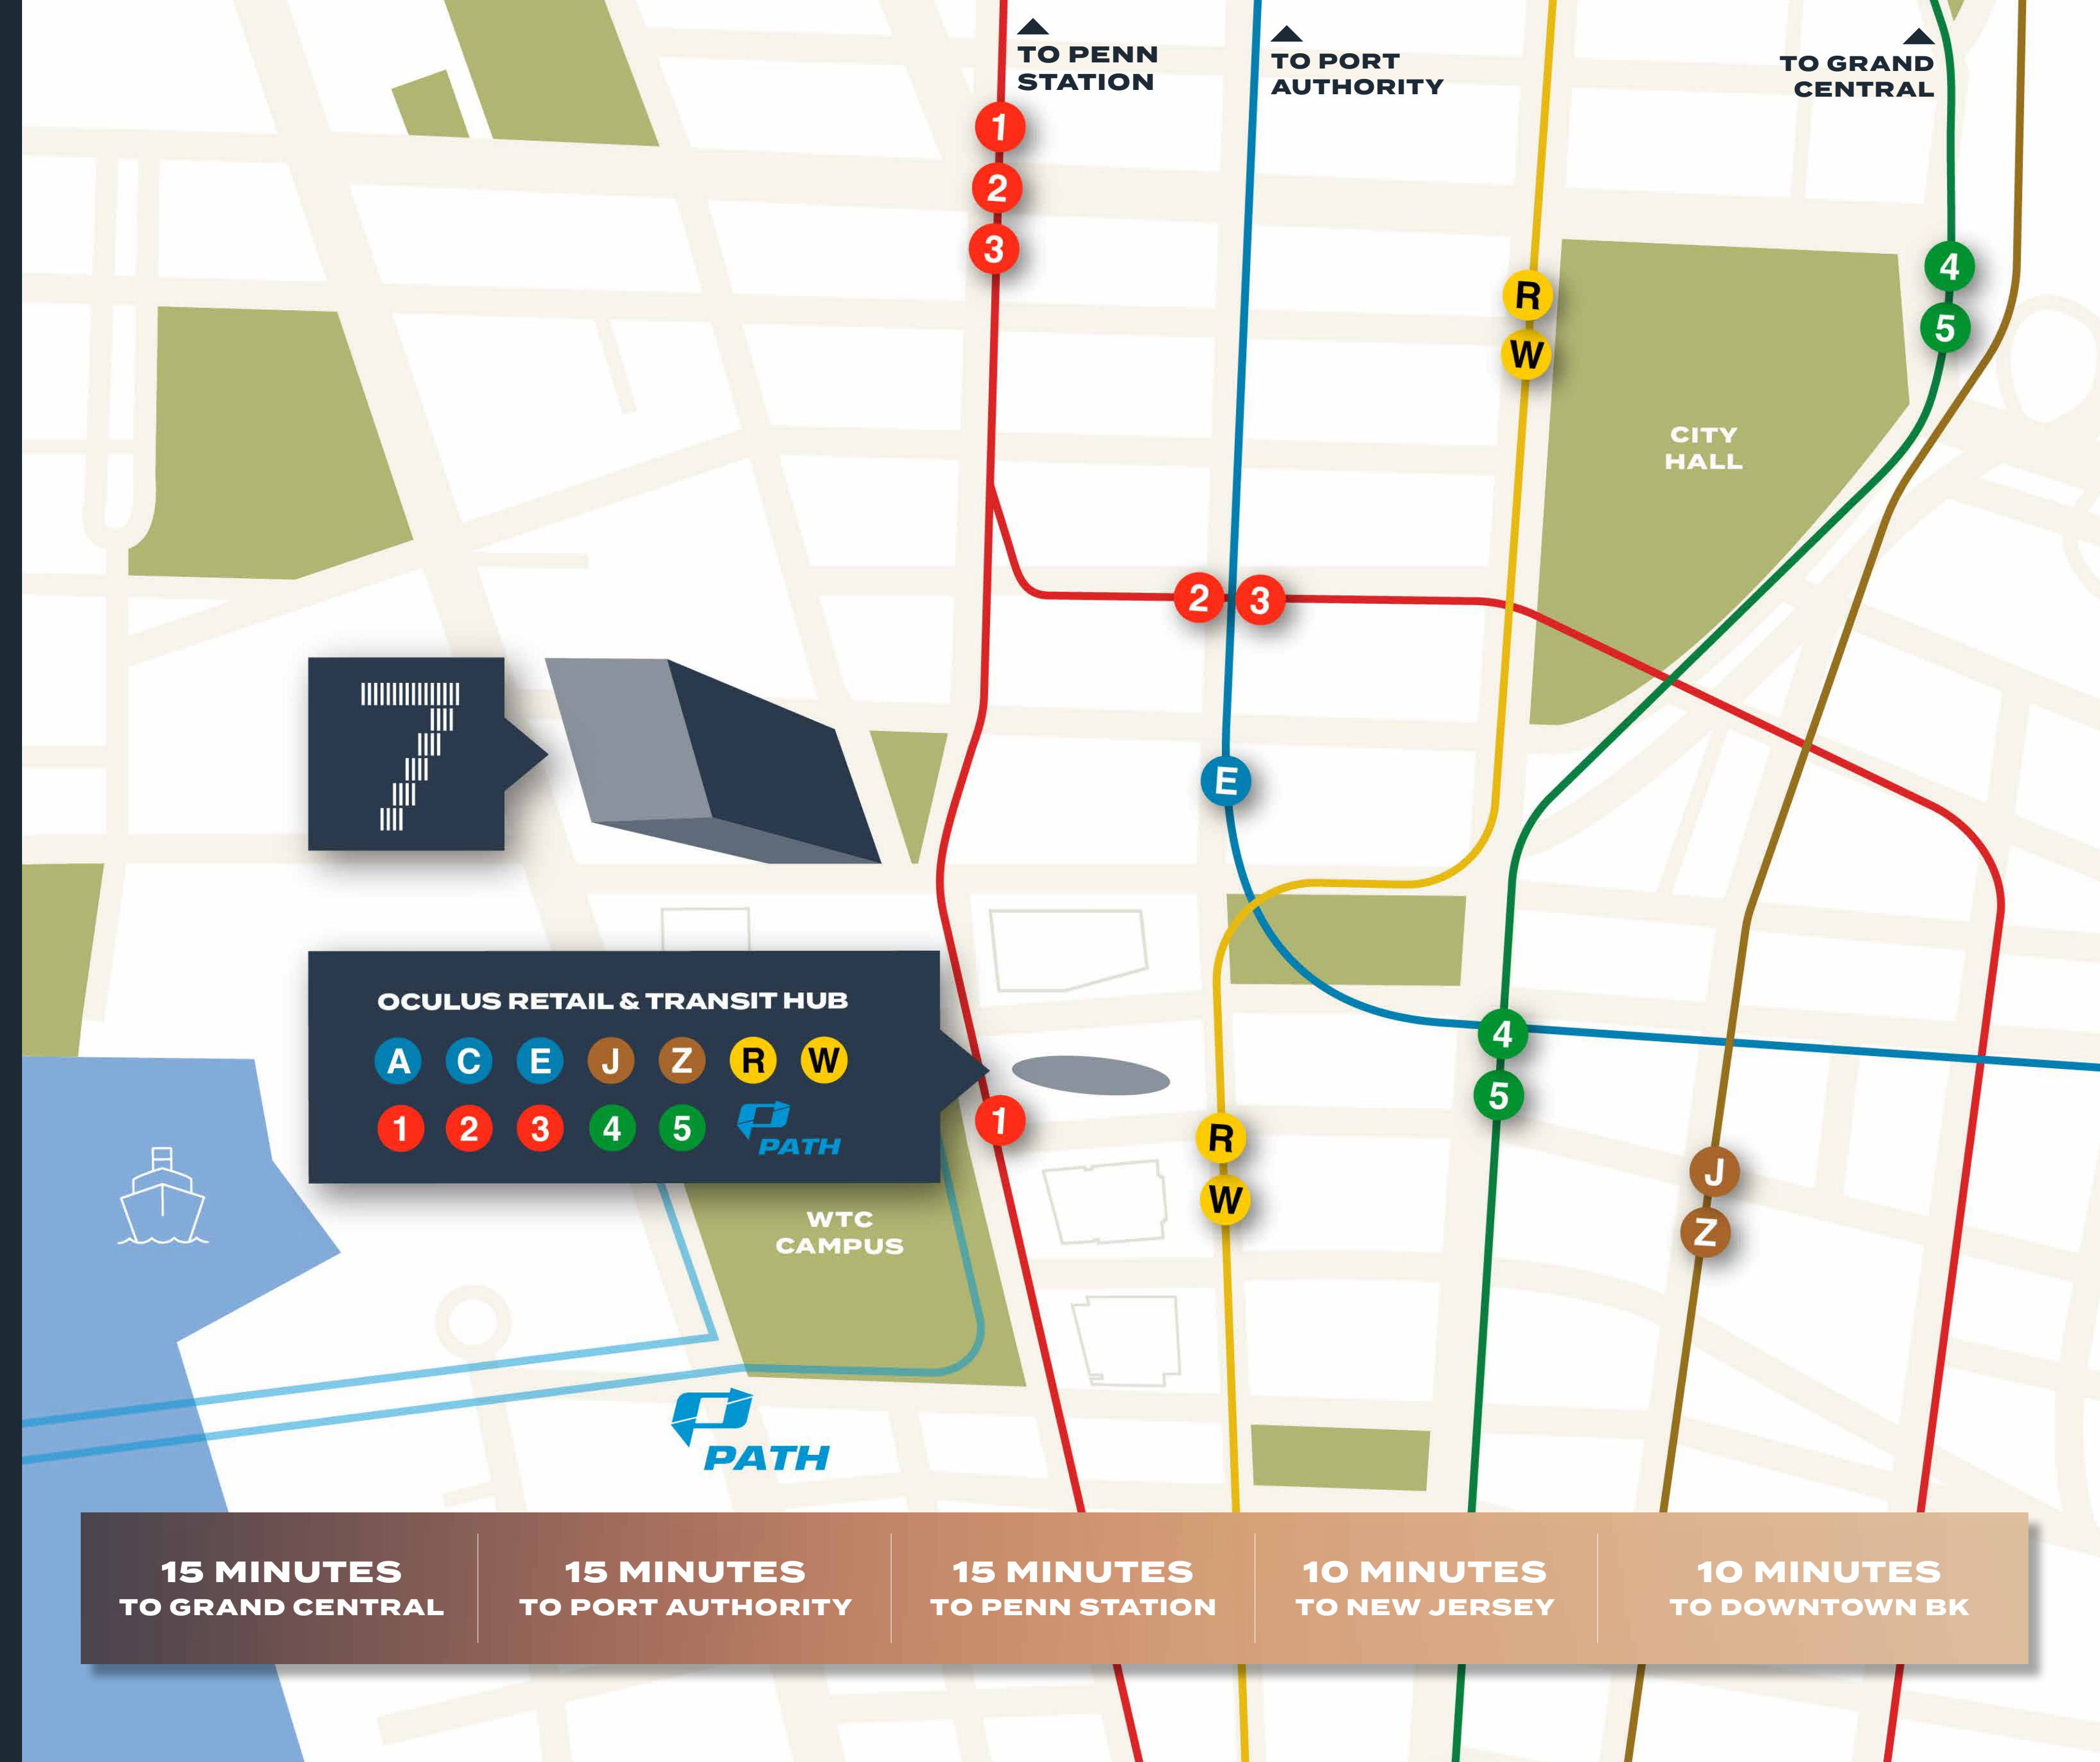 TO PENN
STATION
TO PORT
AUTHORITY
TO GRAND
CENTRAL
1
2
3
4
5
R
W
CITY
HALL
2 3
7
E
OCULUS RETAIL & TRANSIT HUB
A C E J Z R W
1 2 3 4 5 PATH
4
5
1
R
W
J
Z
WTC
CAMPUS
PATH
15 MINUTES
TO GRAND CENTRAL
15 MINUTES
TO PORT AUTHORITY
15 MINUTES
TO PENN STATION
10 MINUTES
TO NEW JERSEY
10 MINUTES
TO DOWNTOWN BK